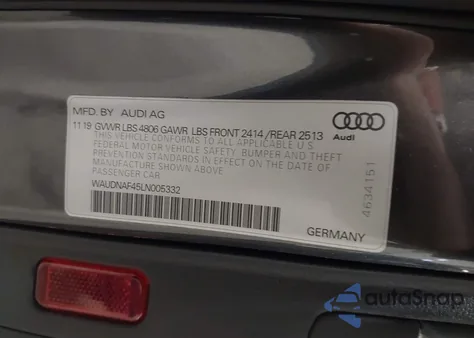 MFD. BY AUDI AG
11 19 GVWR LBS 4806 GAWR LBS FRONT 2414 / REAR 2513
THIS VEHICLE CONFORMS TO ALL APPLICABLE U.S.
FEDERAL MOTOR VEHICLE SAFETY, BUMPER AND THEFT
PREVENTION STANDARDS IN EFFECT ON THE DATE OF
MANUFACTURE SHOWN ABOVE.
PASSENGER CAR
WAUDNAF45LN005332
Audi
4634151
GERMANY
autoSnap